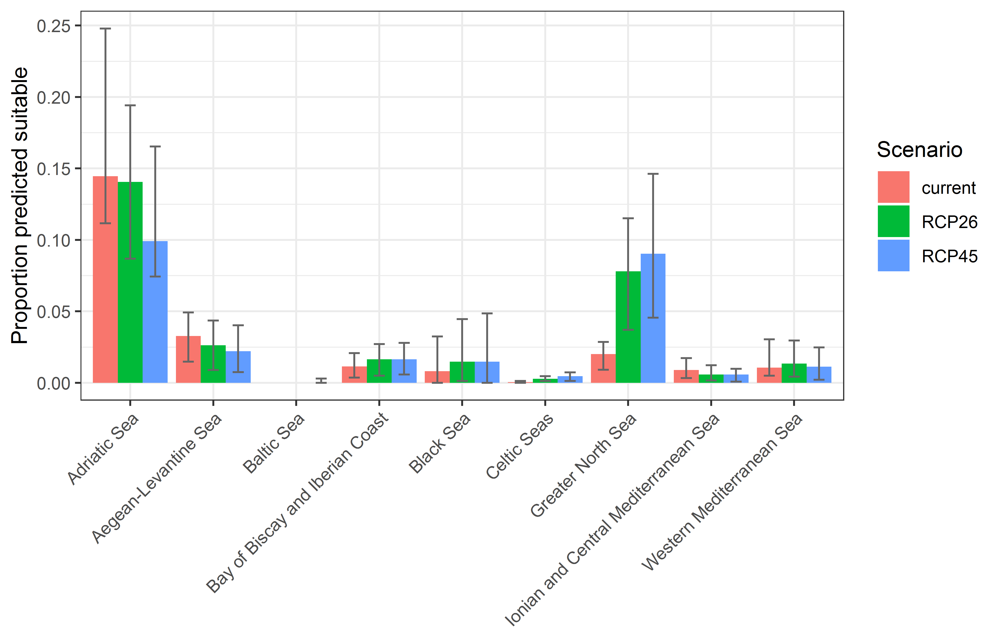 Proportion predicted suitable
0.25
0.20
0.15
0.10
0.05
0.00
Adriatic Sea
Aegean-Levantine Sea
Baltic Sea
Bay of Biscay and Iberian Coast
Black Sea
Celtic Seas
Greater North Sea
Ionian and Central Mediterranean Sea
Western Mediterranean Sea
Scenario
current
RCP26
RCP45